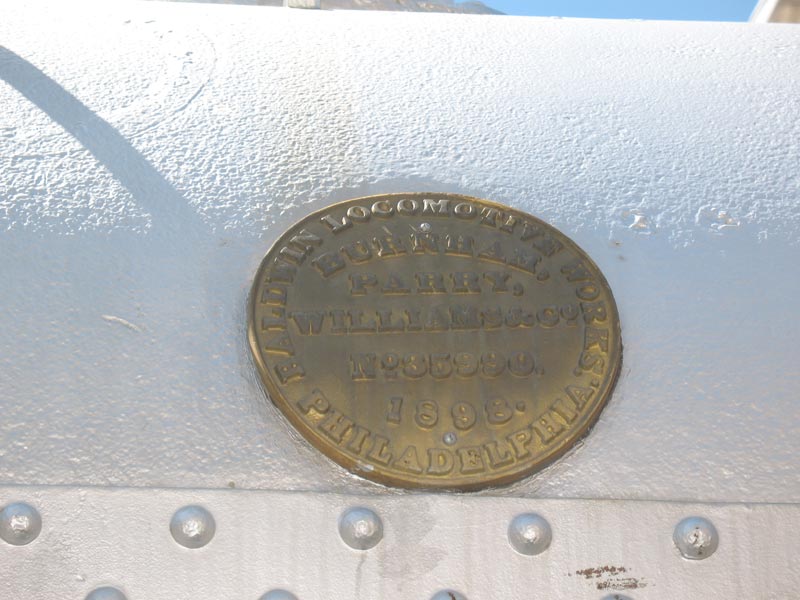 BALDWIN LOCOMOTIVE WORKS.
BURNHAM,
PARRY,
WILLIAMS & Co
No 35990.
1898.
PHILADELPHIA.